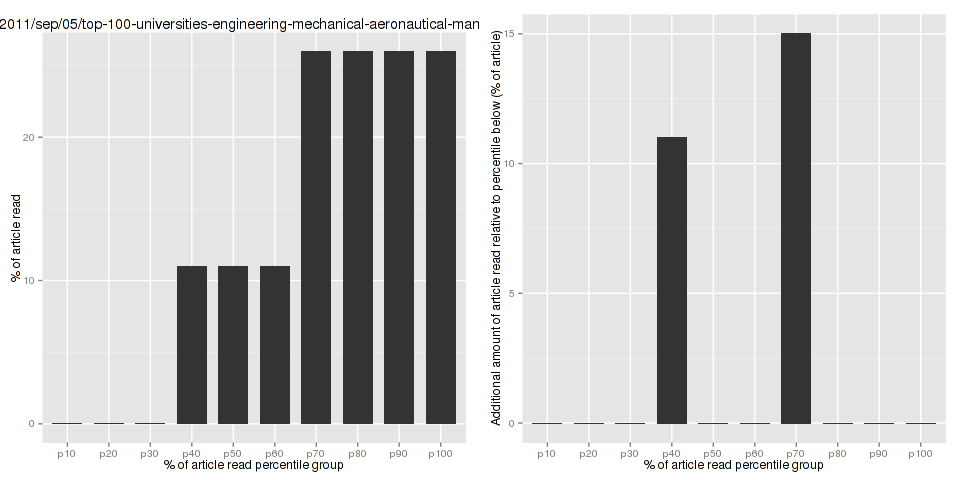 2011/sep/05/top-100-universities-engineering-mechanical-aeronautical-man
% of article read
20
10
0
p10 p20 p30 p40 p50 p60 p70 p80 p90 p100
% of article read percentile group
Additional amount of article read relative to percentile below (% of article)
15
10
5
0
p10 p20 p30 p40 p50 p60 p70 p80 p90 p100
% of article read percentile group